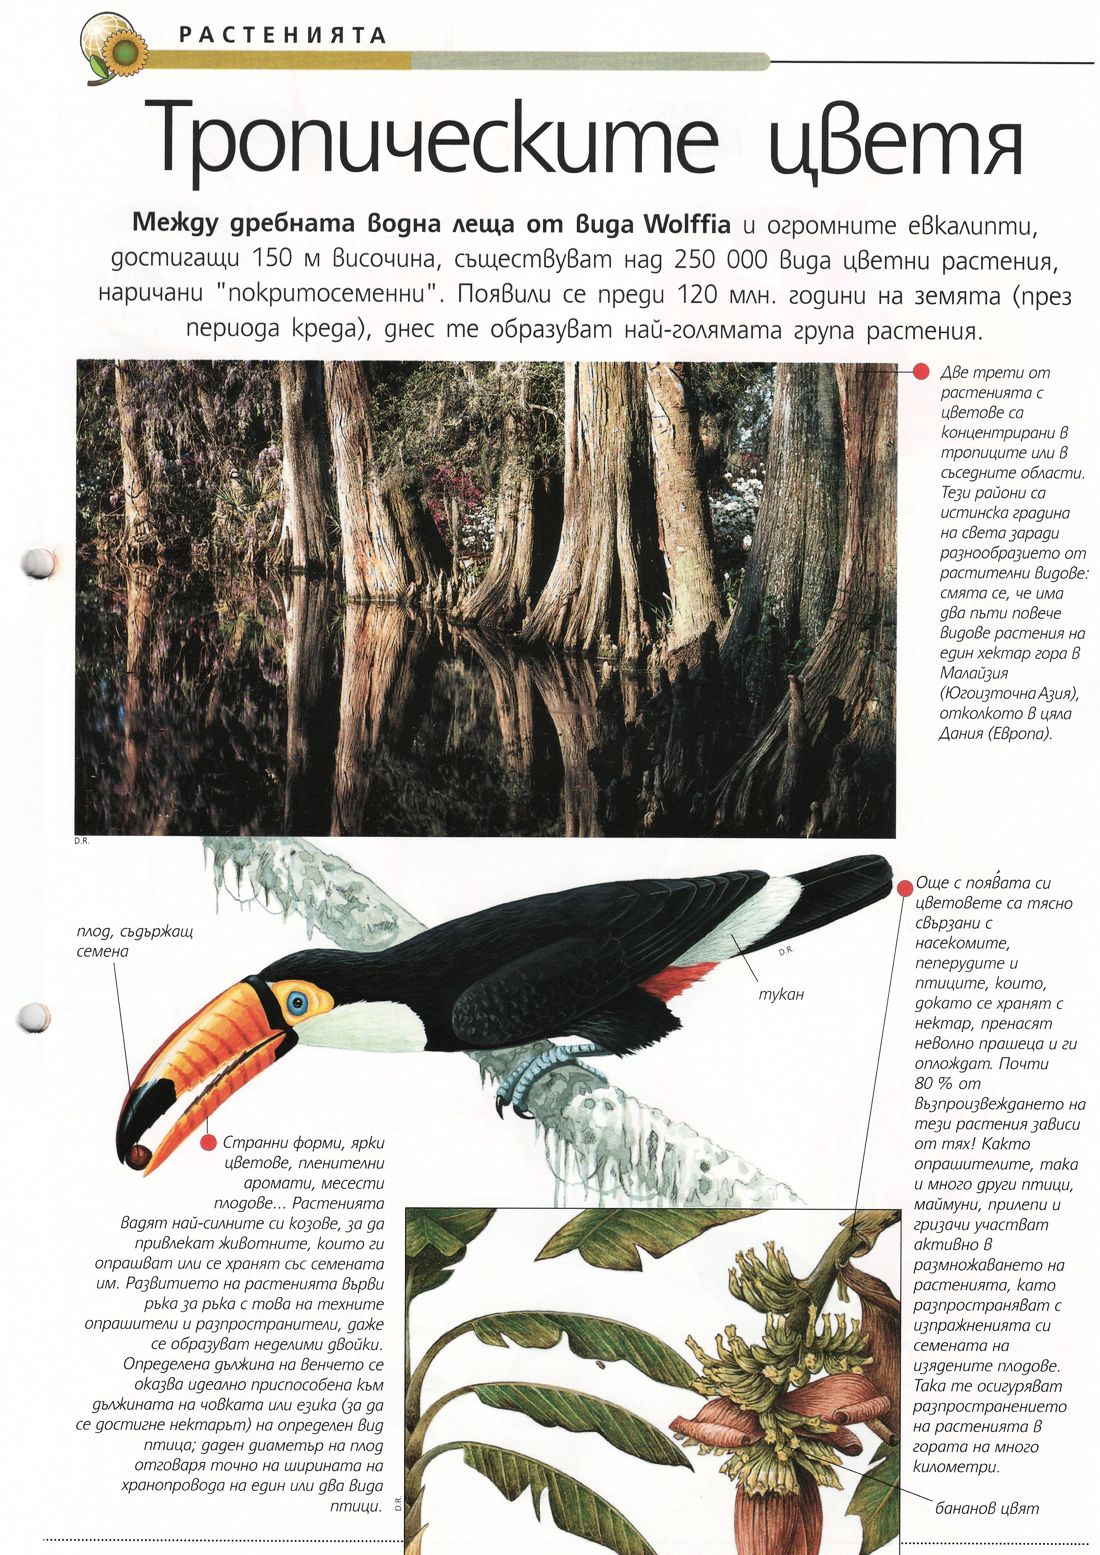 РАСТЕНИЯТА
Тропическите цветя
Между дребната водна леща от вида Wolffia и огромните евкалипти,
достигащи 150 м височина, съществуват над 250 000 вида цветни растения,
наричани "покритосеменни". Появили се преди 120 млн. години на земята (през
периода креда), днес те образуват най-голямата група растения.
Две трети от
растенията с
цветове са
концентрирани в
тропиците или в
съседните области.
Тези райони са
истинска градина
на света заради
разнообразието от
растителни видове:
смята се, че има
два пъти повече
видове растения на
един хектар гора в
Малайзия
(Югоизточна Азия),
отколкото в цяла
Дания (Европа).
D.R.
плод, съдържащ
семена
D.R.
тукан
Още с появата си
цветовете са тясно
свързани с
насекомите,
пеперудите и
птиците, които,
докато се хранят с
нектар, пренасят
неволно прашеца и ги
оплождат. Почти
80 % от
възпроизвеждането на
тези растения зависи
от тях! Както
опрашителите, така
и много други птици,
маймуни, прилепи и
гризачи участват
активно в
размножаването на
растенията, като
разпространяват с
изпражненията си
семената на
изядените плодове.
Така те осигуряват
разпространението
на растенията в
гората на много
километри.
Странни форми, ярки
цветове, пленителни
аромати, месести
плодове... Растенията
вадят най-силните си козове, за да
привлекат животните, които ги
опрашват или се хранят със семената
им. Развитието на растенията върви
ръка за ръка с това на техните
опрашители и разпространители, даже
се образуват неделими двойки.
Определена дължина на венчето се
оказва идеално приспособена към
дължината на човката или езика (за да
се достигне нектарът) на определен вид
птица; даден диаметър на плод
отговаря точно на ширината на
хранопровода на един или два вида
птици.
D.R.
бананов цвят